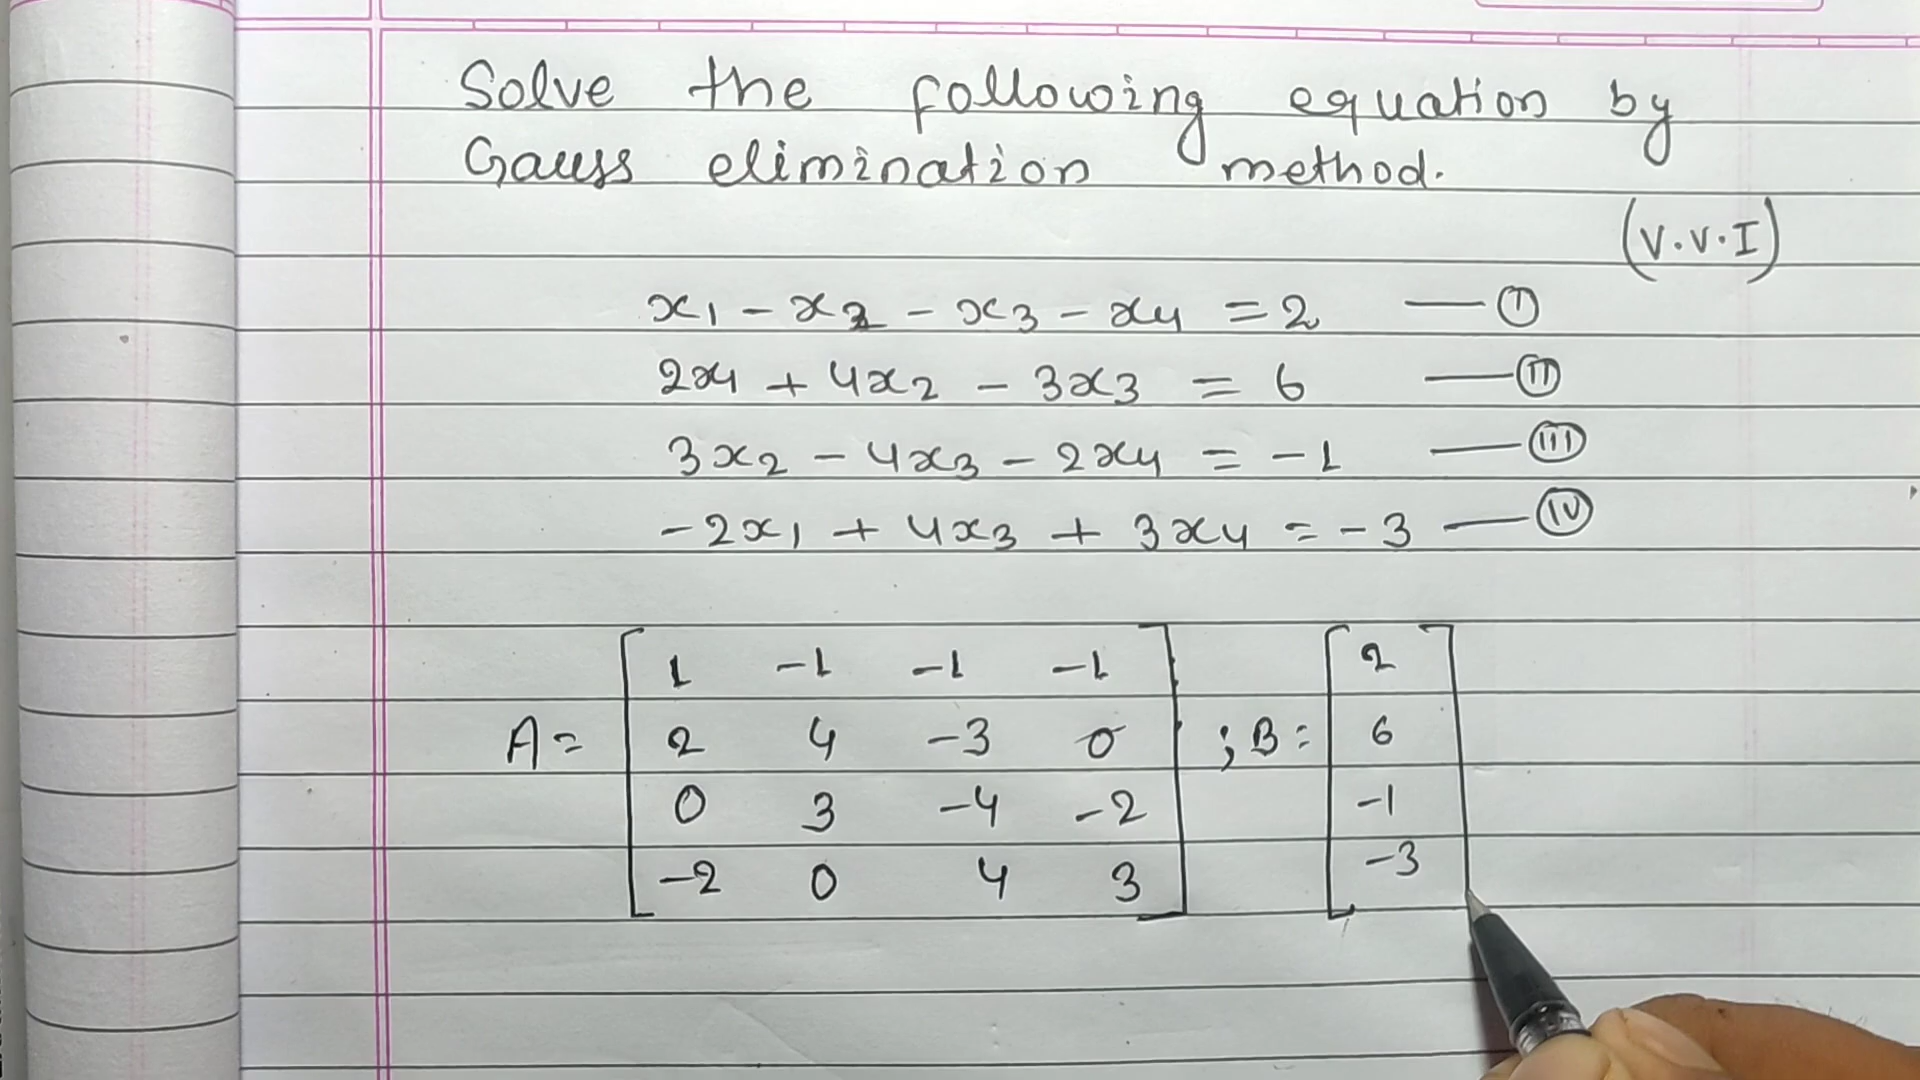 Solve the following equation by
Gauss elimination method.
(V.V.I)
x1 - x2 - x3 - x4 = 2 — (I)
2x1 + 4x2 - 3x3 = 6 — (II)
3x2 - 4x3 - 2x4 = -1 — (III)
-2x1 + 4x3 + 3x4 = -3 — (IV)
A = [ 1 -1 -1 -1 ] ; B = [ 2 ]
2 4 -3 0 6
0 3 -4 -2 -1
-2 0 4 3 -3